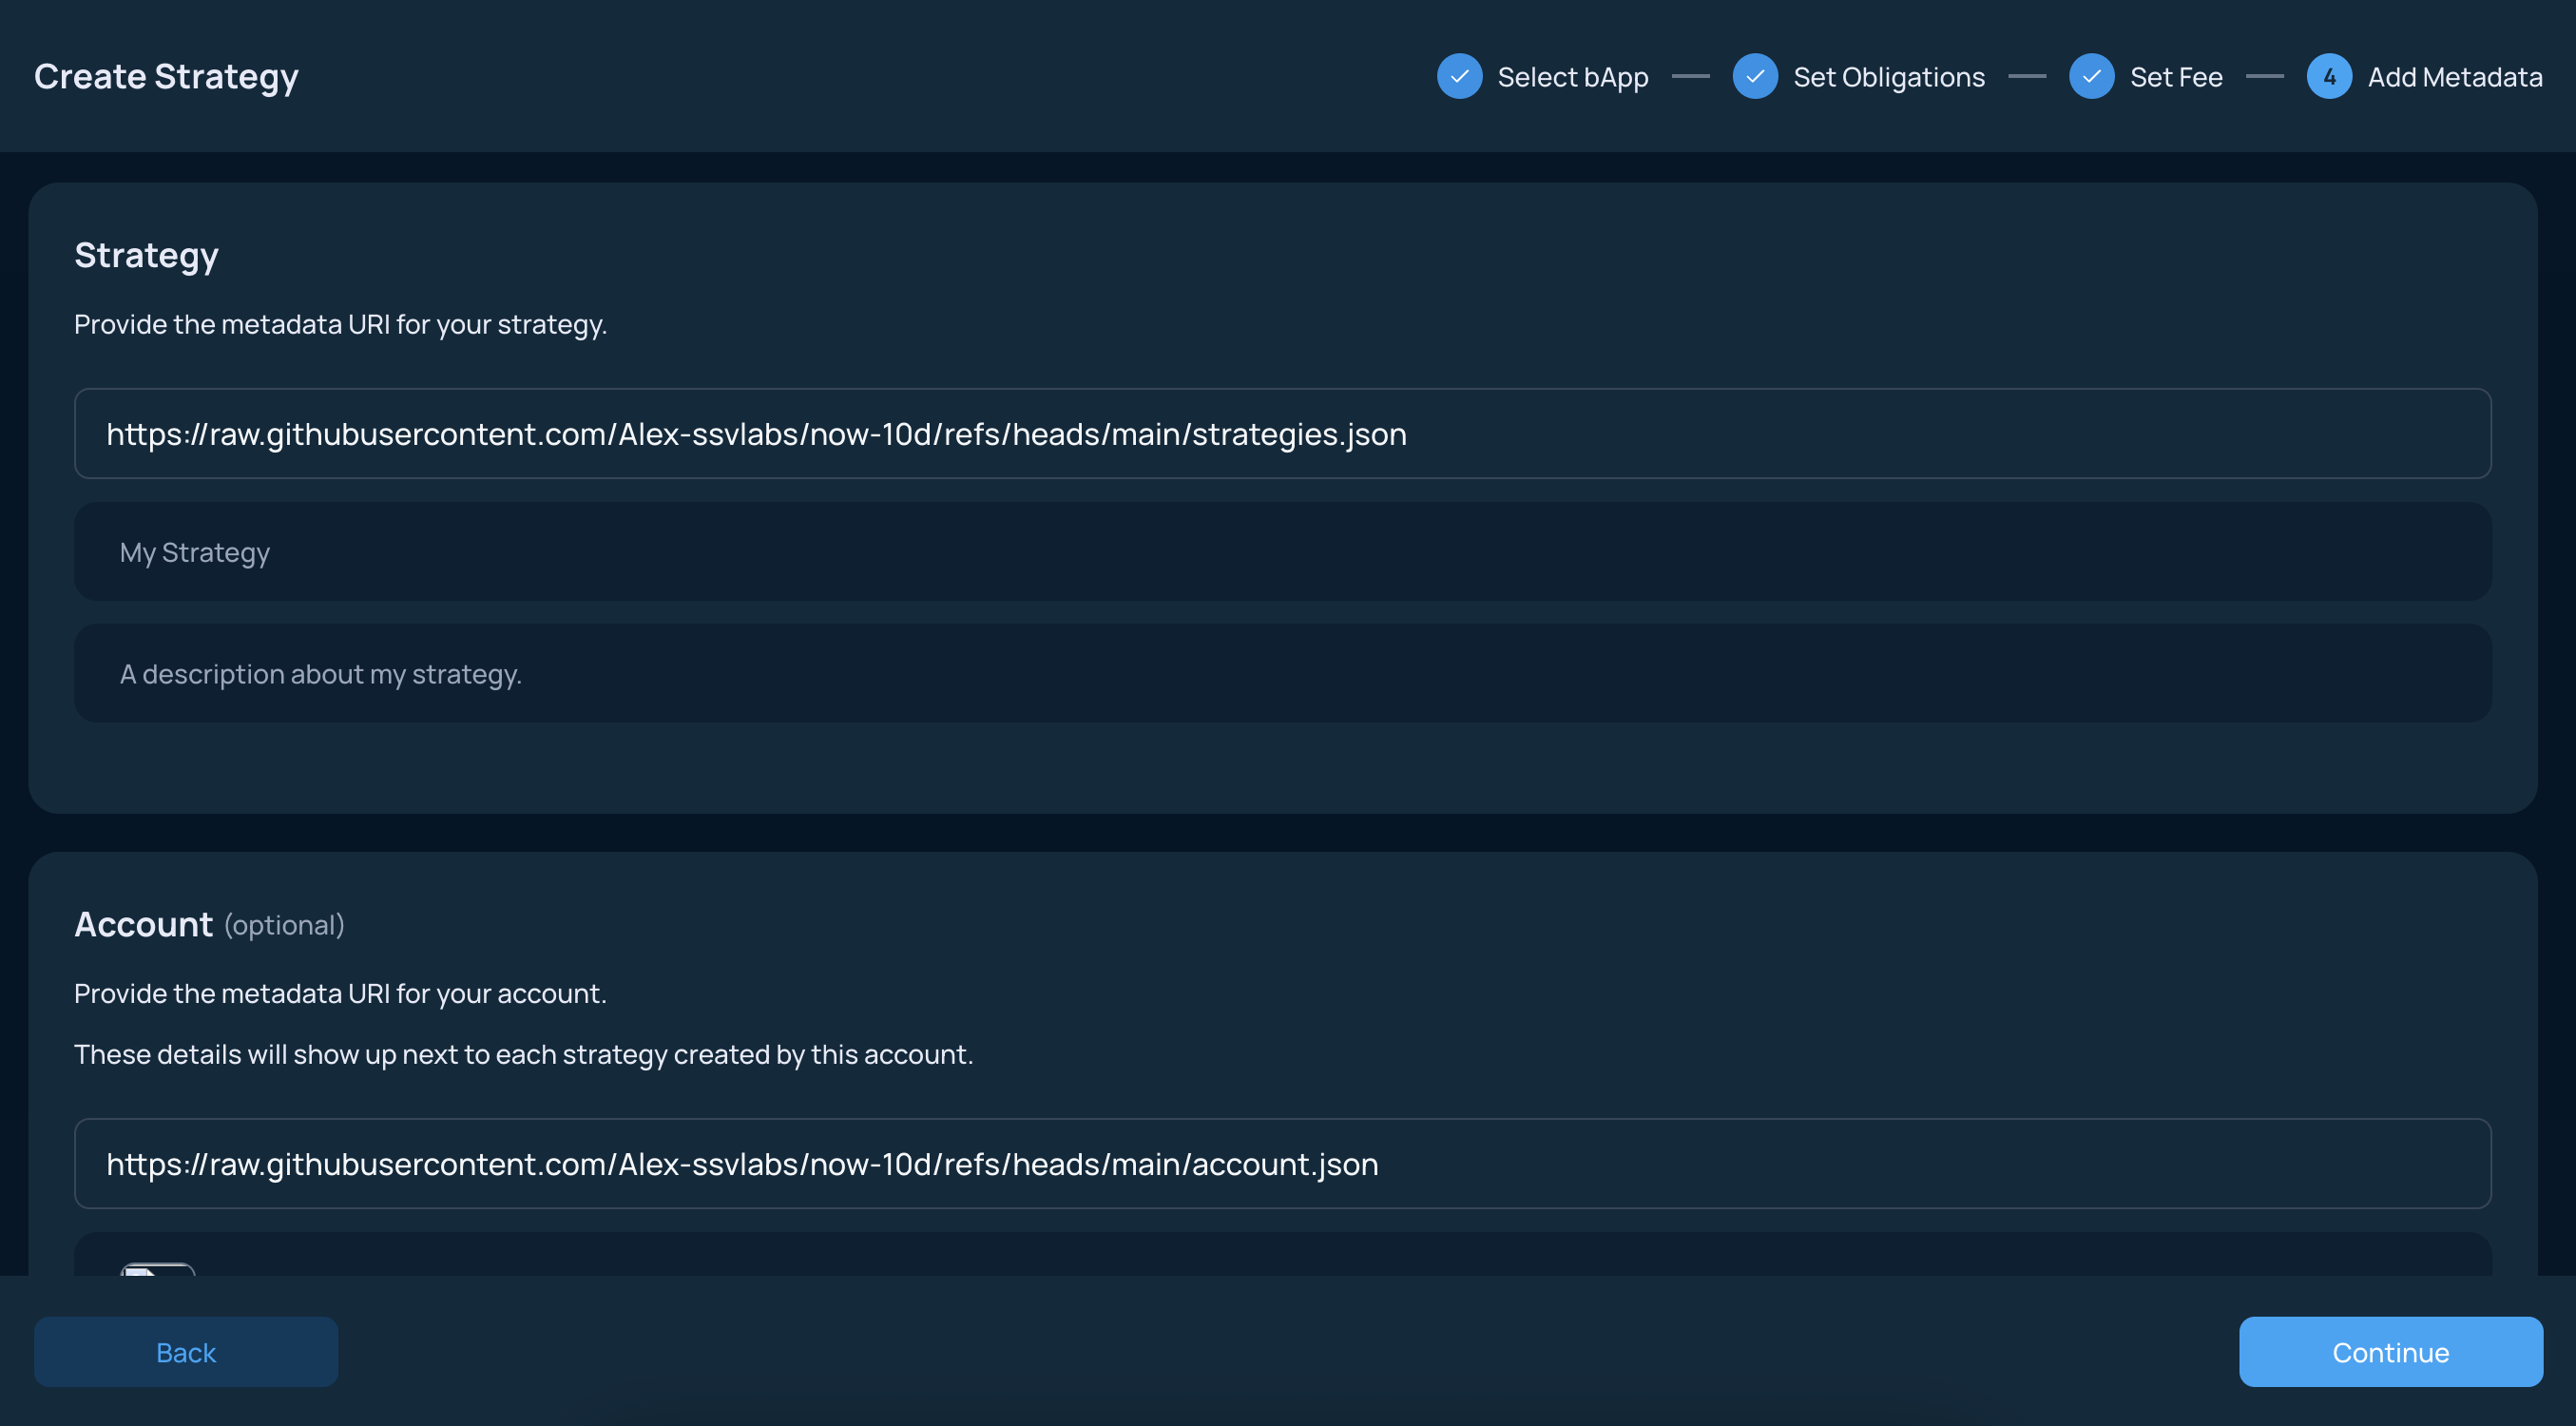 Create Strategy
Select bApp
Set Obligations
Set Fee
4 Add Metadata
Strategy
Provide the metadata URI for your strategy.
https://raw.githubusercontent.com/Alex-ssvlabs/now-10d/refs/heads/main/strategies.json
My Strategy
A description about my strategy.
Account (optional)
Provide the metadata URI for your account.
These details will show up next to each strategy created by this account.
https://raw.githubusercontent.com/Alex-ssvlabs/now-10d/refs/heads/main/account.json
Back
Continue